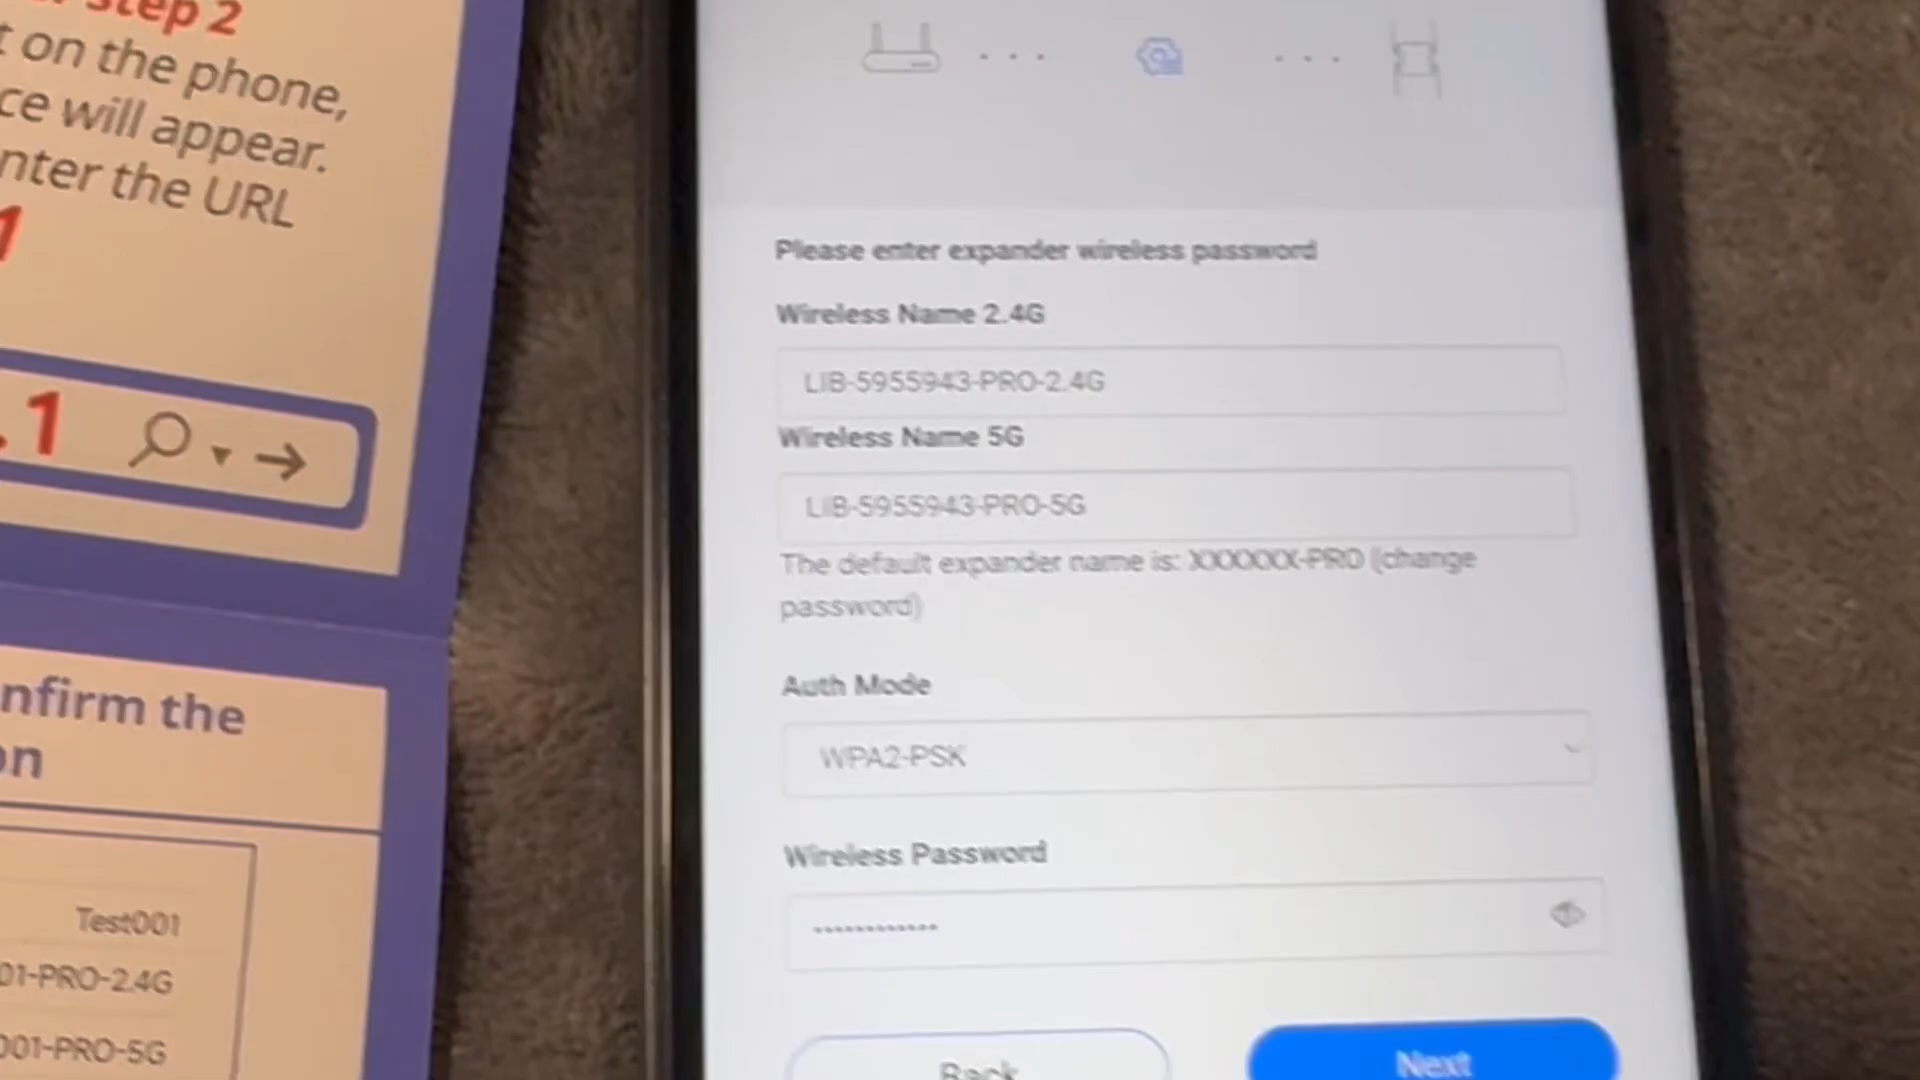 step 2
on the phone,
ce will appear.
nter the URL
1
.1
nfirm the
on
Test001
01-PRO-2.4G
001-PRO-5G
Please enter expander wireless password
Wireless Name 2.4G
LIB-5955943-PRO-2.4G
Wireless Name 5G
LIB-5955943-PRO-5G
The default expander name is: XXXXXX-PRO (change
password)
Auth Mode
WPA2-PSK
Wireless Password
Back
Next